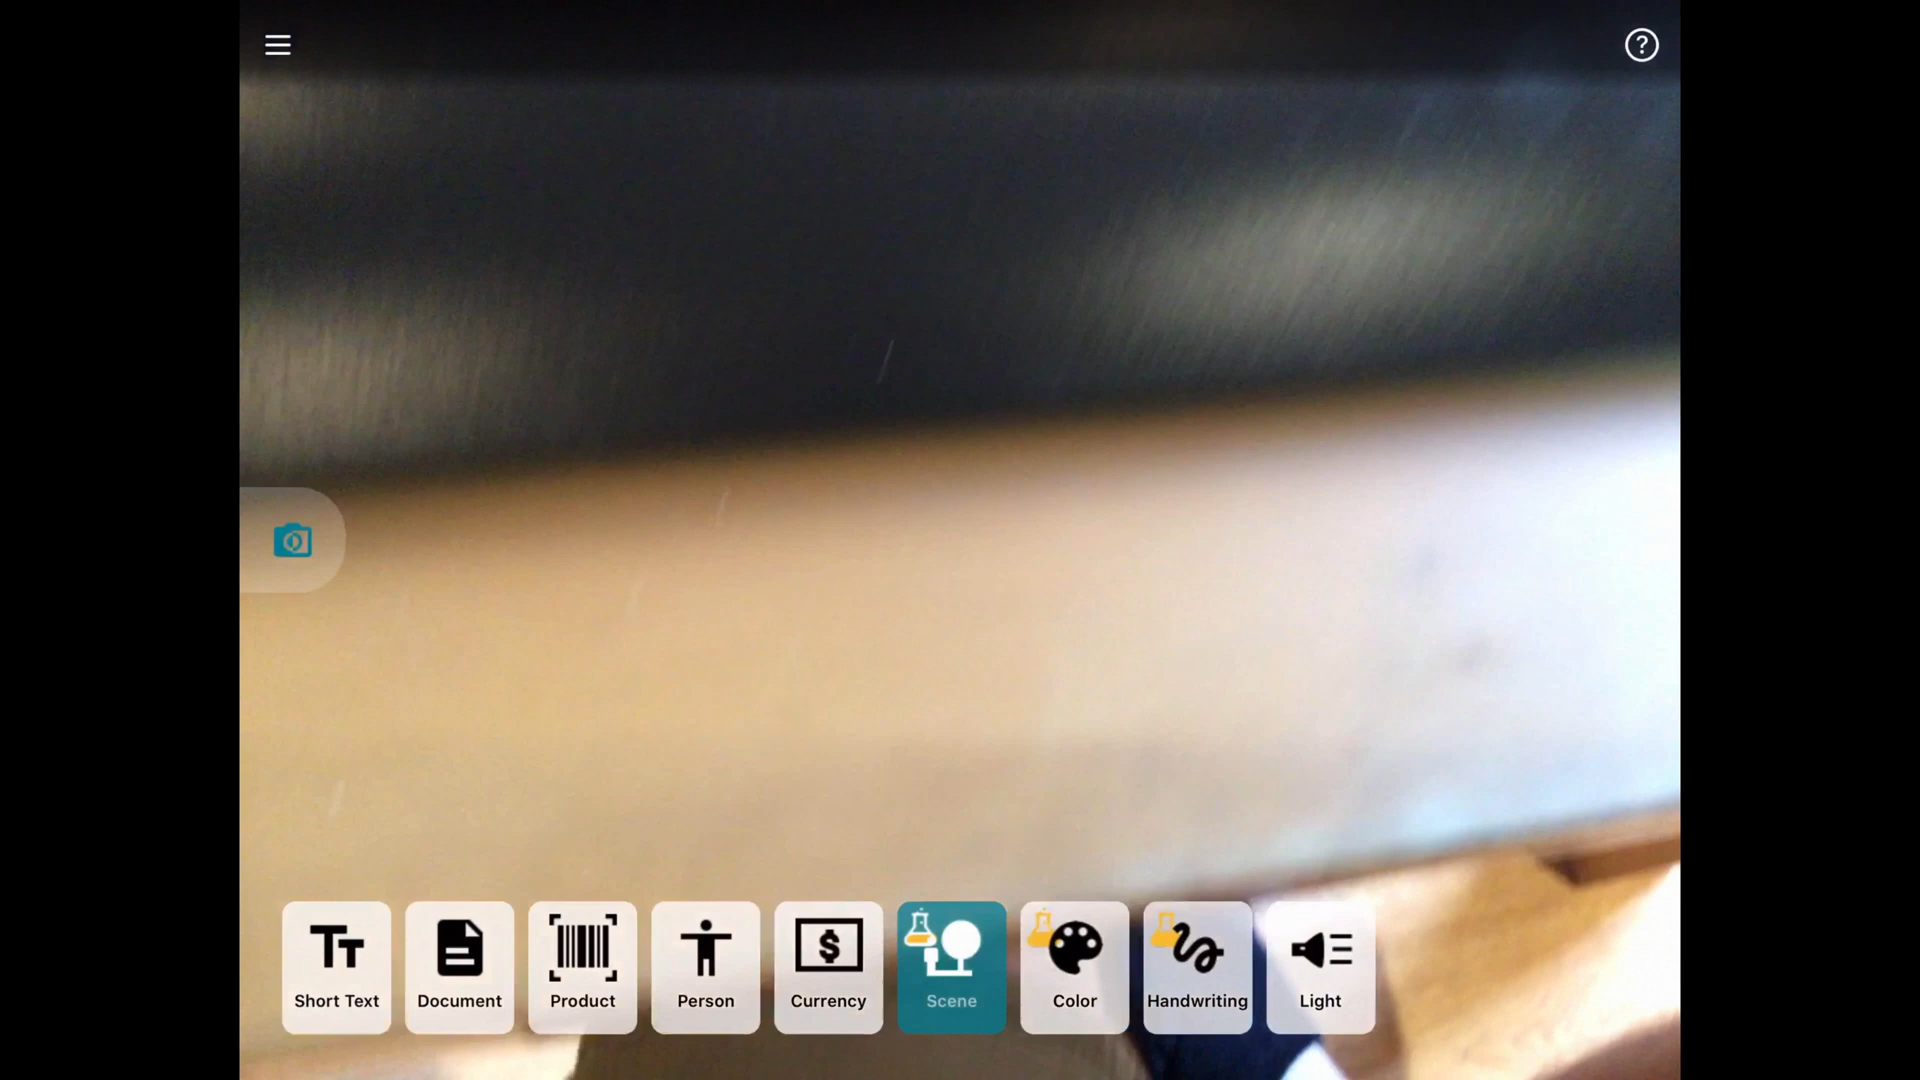 Short Text
Document
Product
Person
Currency
Scene
Color
Handwriting
Light